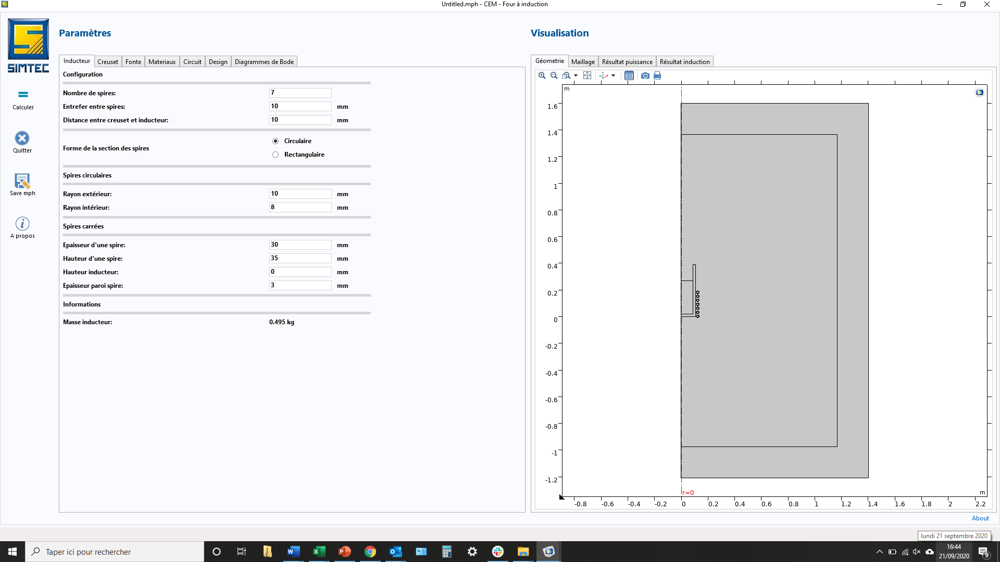 Untitled.mph - CEM - Four à induction
SIMTEC
Calculer
Quitter
Save mph
A propos
Paramètres
Inducteur
Creuset
Fonte
Materiaux
Circuit
Design
Diagrammes de Bode
Configuration
Nombre de spires: 7
Entrefer entre spires: 10 mm
Distance entre creuset et inducteur: 10 mm
Forme de la section des spires
Circulaire
Rectangulaire
Spires circulaires
Rayon extérieur: 10 mm
Rayon intérieur: 8 mm
Spires carrées
Epaisseur d'une spire: 30 mm
Hauteur d'une spire: 35 mm
Hauteur inducteur: 0 mm
Epaisseur paroi spire: 3 mm
Informations
Masse inducteur: 0.495 kg
Visualisation
Géometrie
Maillage
Résultat puissance
Résultat induction
m
1.6
1.4
1.2
1
0.8
0.6
0.4
0.2
0
-0.2
-0.4
-0.6
-0.8
-1
-1.2
r=0
m
-0.8 -0.6 -0.4 -0.2 0 0.2 0.4 0.6 0.8 1 1.2 1.4 1.6 1.8 2 2.2
About
lundi 21 septembre 2020
Taper ici pour rechercher
16:44
21/09/2020
9